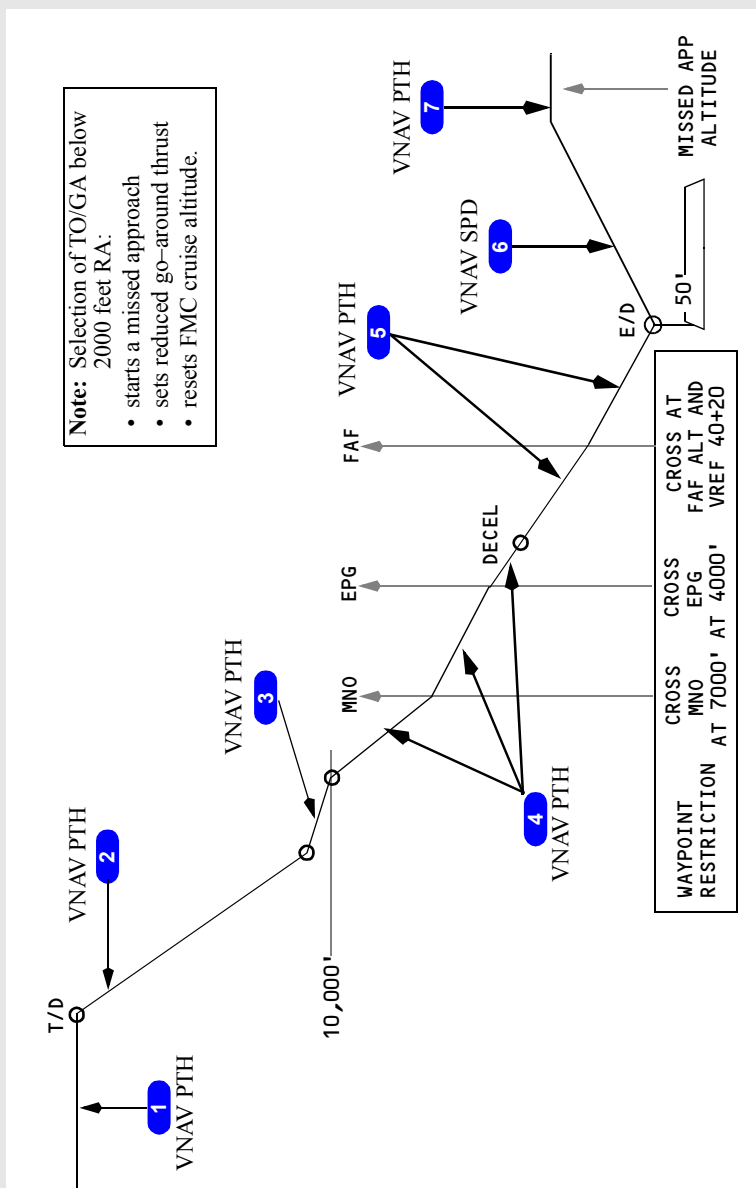 Note: Selection of TO/GA below
2000 feet RA:
• starts a missed approach
• sets reduced go–around thrust
• resets FMC cruise altitude.
T/D
1
VNAV PTH
2
VNAV PTH
VNAV PTH
3
10,000'
4
VNAV PTH
MNO
EPG
DECEL
FAF
VNAV PTH
5
E/D
50'
VNAV SPD
6
VNAV PTH
7
MISSED APP
ALTITUDE
WAYPOINT
RESTRICTION
CROSS
MNO
AT 7000'
CROSS
EPG
AT 4000'
CROSS AT
FAF ALT AND
VREF 40+20